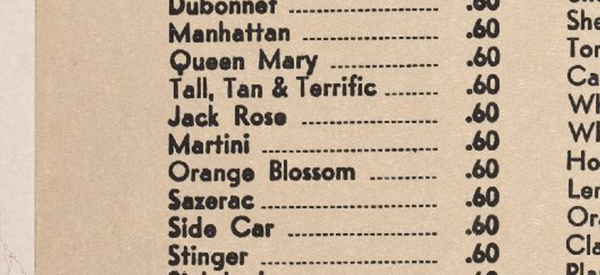 Dubonnet .60
Manhattan .60
Queen Mary .60
Tall, Tan & Terrific .60
Jack Rose .60
Martini .60
Orange Blossom .60
Sazerac .60
Side Car .60
Stinger .60